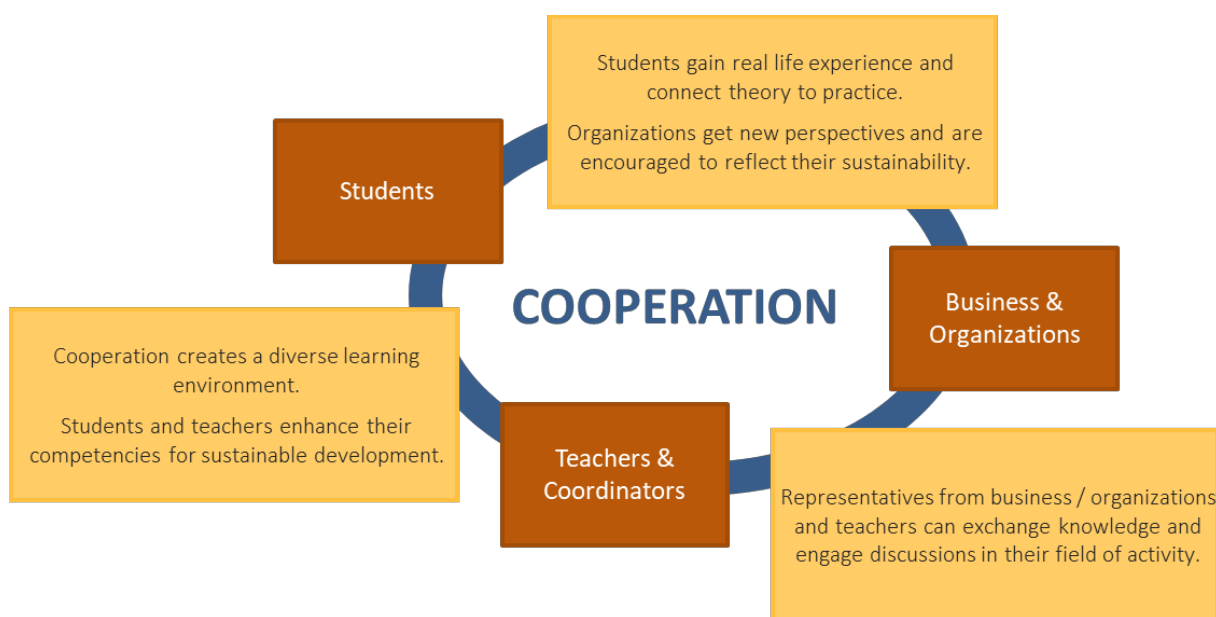 Students gain real life experience and
connect theory to practice.
Organizations get new perspectives and are
encouraged to reflect their sustainability.
Students
COOPERATION
Business &
Organizations
Cooperation creates a diverse learning
environment.
Students and teachers enhance their
competencies for sustainable development.
Teachers &
Coordinators
Representatives from business / organizations
and teachers can exchange knowledge and
engage discussions in their field of activity.